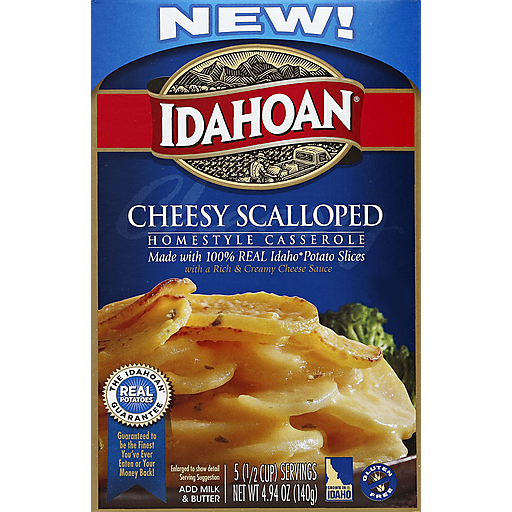 NEW!
IDAHOAN®
CHEESY SCALLOPED
HOMESTYLE CASSEROLE
Made with 100% REAL Idaho® Potato Slices
with a Rich & Creamy Cheese Sauce
THE IDAHOAN® GUARANTEE
REAL
POTATOES
Guaranteed to
be the Finest
You've Ever
Eaten or Your
Money Back!
Enlarged to show detail
Serving Suggestion
ADD MILK
& BUTTER
5 (1/2 CUP) SERVINGS
NET WT 4.94 OZ (140g)
GROWN IN
IDAHO
GLUTEN
FREE